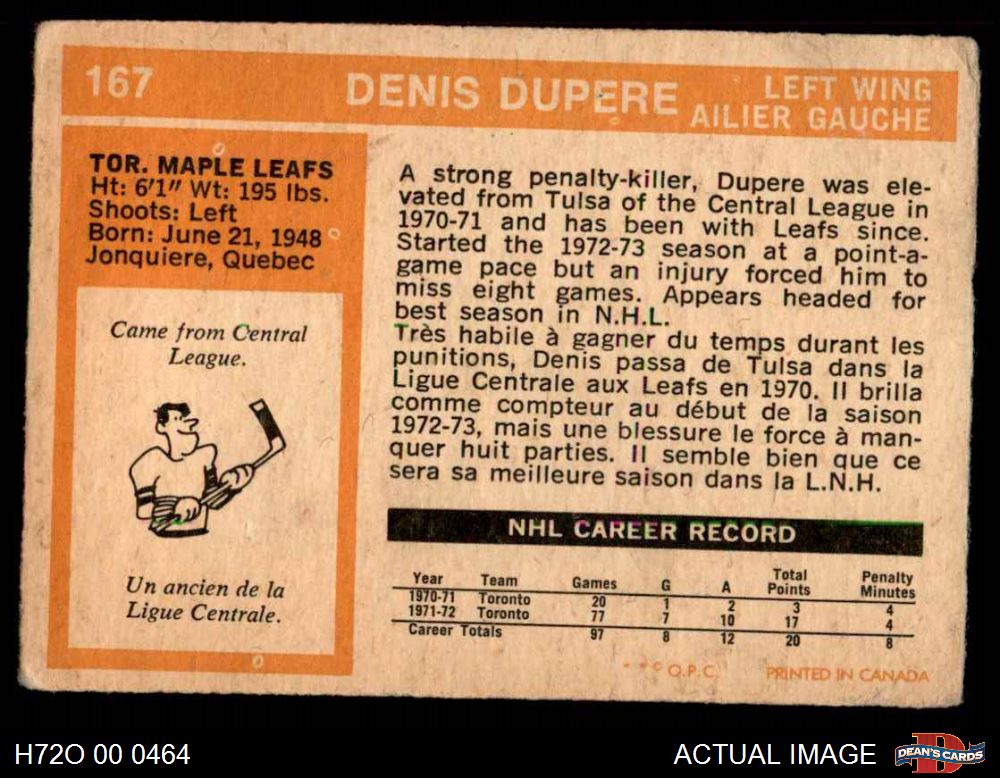 167
DENIS DUPERE
LEFT WING
AILIER GAUCHE
TOR. MAPLE LEAFS
Ht: 6'1" Wt: 195 lbs.
Shoots: Left
Born: June 21, 1948
Jonquiere, Quebec
Came from Central
League.
Un ancien de la
Ligue Centrale.
A strong penalty-killer, Dupere was ele-
vated from Tulsa of the Central League in
1970-71 and has been with Leafs since.
Started the 1972-73 season at a point-a-
game pace but an injury forced him to
miss eight games. Appears headed for
best season in N.H.L.
Très habile à gagner du temps durant les
punitions, Denis passa de Tulsa dans la
Ligue Centrale aux Leafs en 1970. Il brilla
comme compteur au début de la saison
1972-73, mais une blessure le force à man-
quer huit parties. Il semble bien que ce
sera sa meilleure saison dans la L.N.H.
NHL CAREER RECORD
Year Team Games G A Total Points Penalty Minutes
1970-71 Toronto 20 1 2 3 4
1971-72 Toronto 77 7 10 17 4
Career Totals 97 8 12 20 8
* * © O.P.C. PRINTED IN CANADA
H72O 00 0464
ACTUAL IMAGE
D
DEAN'S CARDS